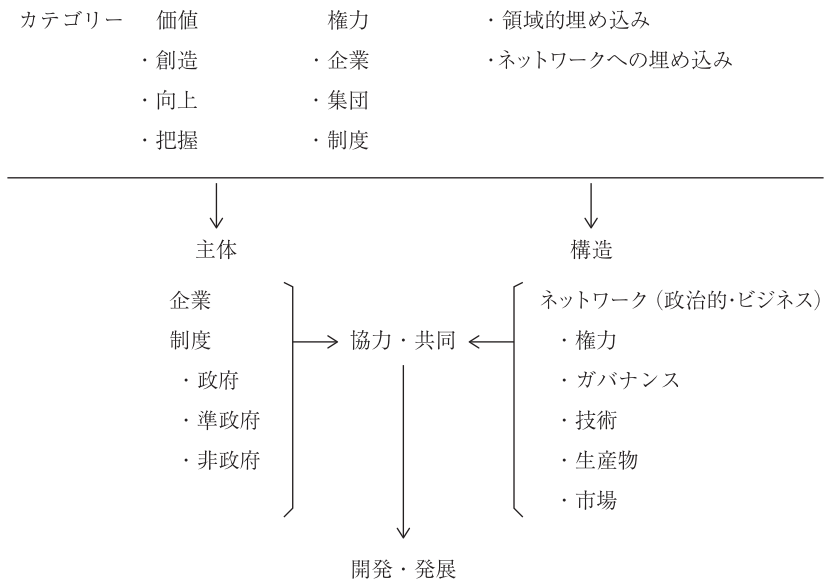 カテゴリー 価値 権力 ・領域的埋め込み
・創造 ・企業 ・ネットワークへの埋め込み
・向上 ・集団
・把握 ・制度
主体 構造
企業 ネットワーク（政治的・ビジネス）
制度 協力・共同 ・権力
・政府 ・ガバナンス
・準政府 ・技術
・非政府 ・生産物
・市場
開発・発展